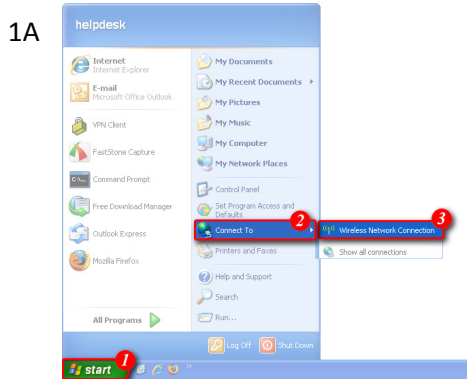 1A
helpdesk
Internet
Internet Explorer
E-mail
Microsoft Office Outlook
VPN Client
FastStone Capture
Command Prompt
Free Download Manager
Outlook Express
Mozilla Firefox
All Programs
My Documents
My Recent Documents
My Pictures
My Music
My Computer
My Network Places
Control Panel
Set Program Access and
Defaults
2
Connect To
Printers and Faxes
Help and Support
Search
Run...
3
Wireless Network Connection
Show all connections
Log Off
Shut Down
1
start